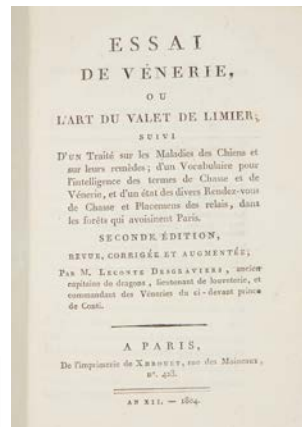 ESSAI
DE VÉNERIE,
OU
L'ART DU VALET DE LIMIER;
SUIVI
D'UN Traité sur les Maladies des Chiens et
sur leurs remèdes; d'un Vocabulaire pour
l'intelligence des termes de Chasse et de
Vénerie, et d'un état des divers Rendez-vous
de Chasse et Placemens des relais, dans
les forêts qui avoisinent Paris.
SECONDE ÉDITION,
REVUE, CORRIGÉE ET AUGMENTÉE;
PAR M. LECONTE DESGRAVIERS, ancien
capitaine de dragons, lieutenant de louveterie, et
commandant des Véneries du ci-devant prince
de Conti.
A PARIS,
De l'imprimerie de XHROUET, rue des Moineaux,
n°. 423.
AN XII. — 1804.